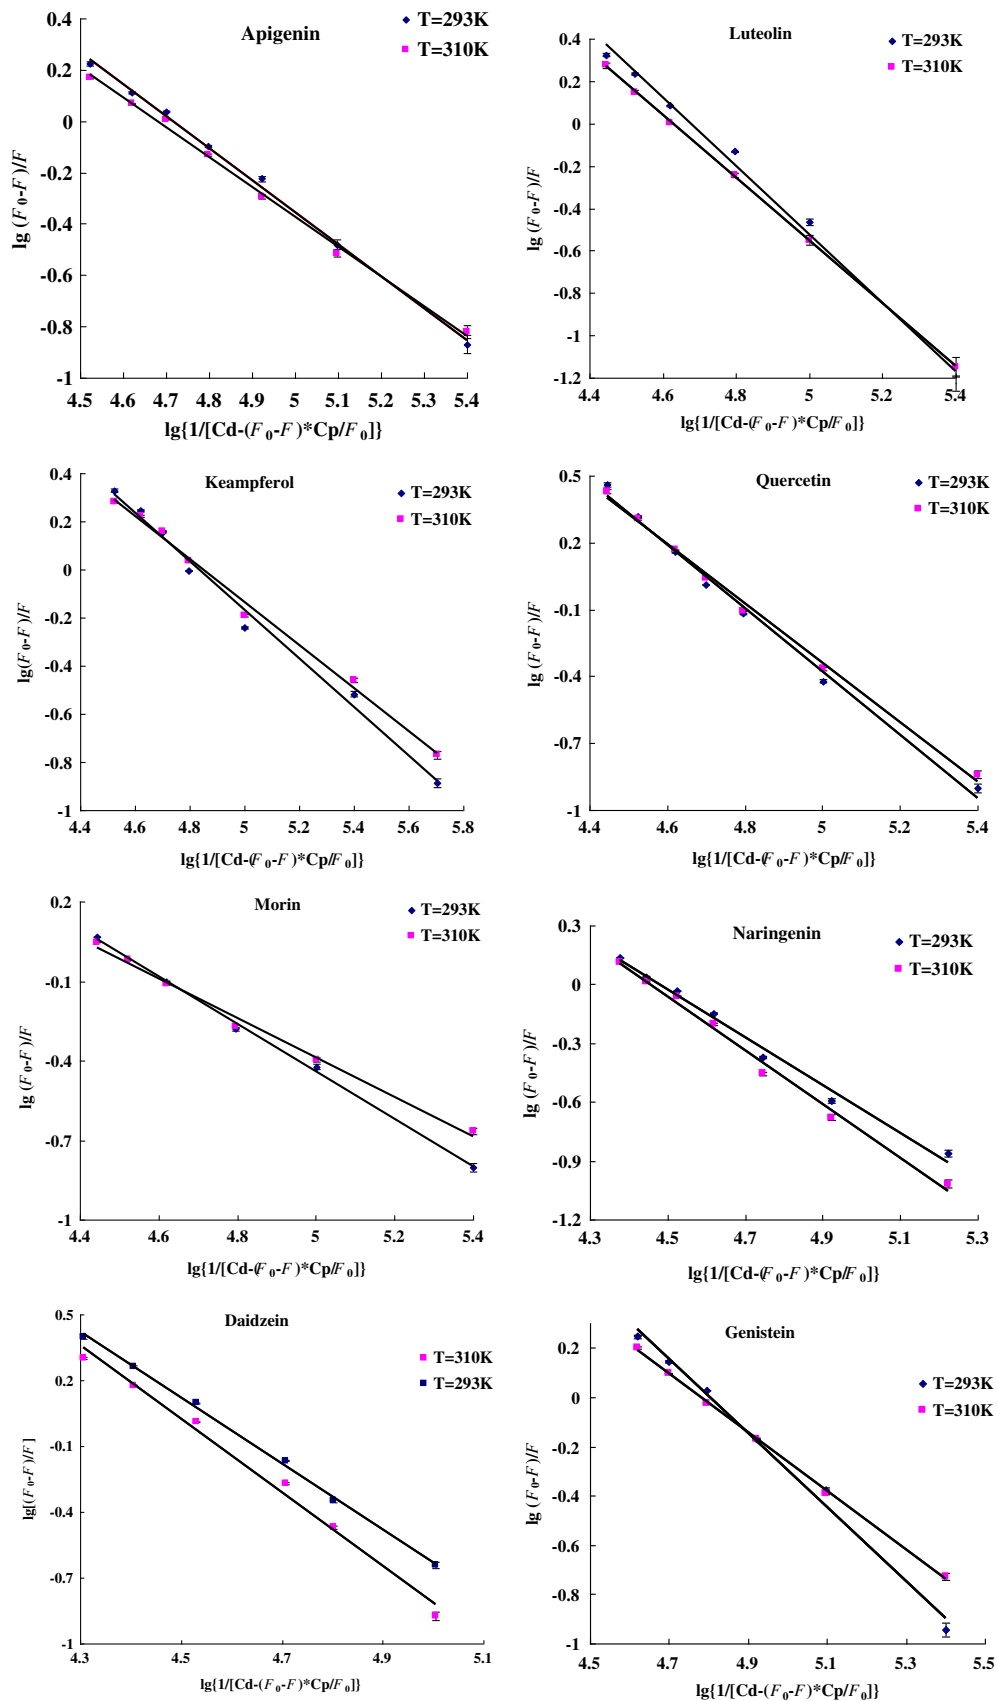 Apigenin
T=293K
T=310K
0.4
0.2
0
-0.2
-0.4
-0.6
-0.8
-1
lg (F0-F)/F
4.5 4.6 4.7 4.8 4.9 5 5.1 5.2 5.3 5.4
lg{1/[Cd-(F0-F)*Cp/F0]}
Luteolin
T=293K
T=310K
0.4
0.2
0
-0.2
-0.4
-0.6
-0.8
-1
-1.2
lg (F0-F)/F
4.4 4.6 4.8 5 5.2 5.4
lg{1/[Cd-(F0-F)*Cp/F0]}
Keampferol
T=293K
T=310K
0.4
0.2
0
-0.2
-0.4
-0.6
-0.8
-1
lg(F0-F)/F
4.4 4.6 4.8 5 5.2 5.4 5.6 5.8
lg{1/[Cd-(F0-F)*Cp/F0]}
Quercetin
T=293K
T=310K
0.5
0.2
-0.1
-0.4
-0.7
-1
lg (F0-F)/F
4.4 4.6 4.8 5 5.2 5.4
lg{1/[Cd-(F0-F)*Cp/F0]}
Morin
T=293K
T=310K
0.2
-0.1
-0.4
-0.7
-1
lg (F0-F)/F
4.4 4.6 4.8 5 5.2 5.4
lg{1/[Cd-(F0-F)*Cp/F0]}
Naringenin
T=293K
T=310K
0.3
0
-0.3
-0.6
-0.9
-1.2
lg (F0-F)/F
4.3 4.5 4.7 4.9 5.1 5.3
lg{1/[Cd-(F0-F)*Cp/F0]}
Daidzein
T=310K
T=293K
0.5
0.2
-0.1
-0.4
-0.7
-1
lg[(F0-F)/F]
4.3 4.5 4.7 4.9 5.1
lg{1/[Cd-(F0-F)*Cp/F0]}
Genistein
T=293K
T=310K
0.2
0
-0.2
-0.4
-0.6
-0.8
-1
lg (F0-F)/F
4.5 4.7 4.9 5.1 5.3 5.5
lg{1/[Cd-(F0-F)*Cp/F0]}